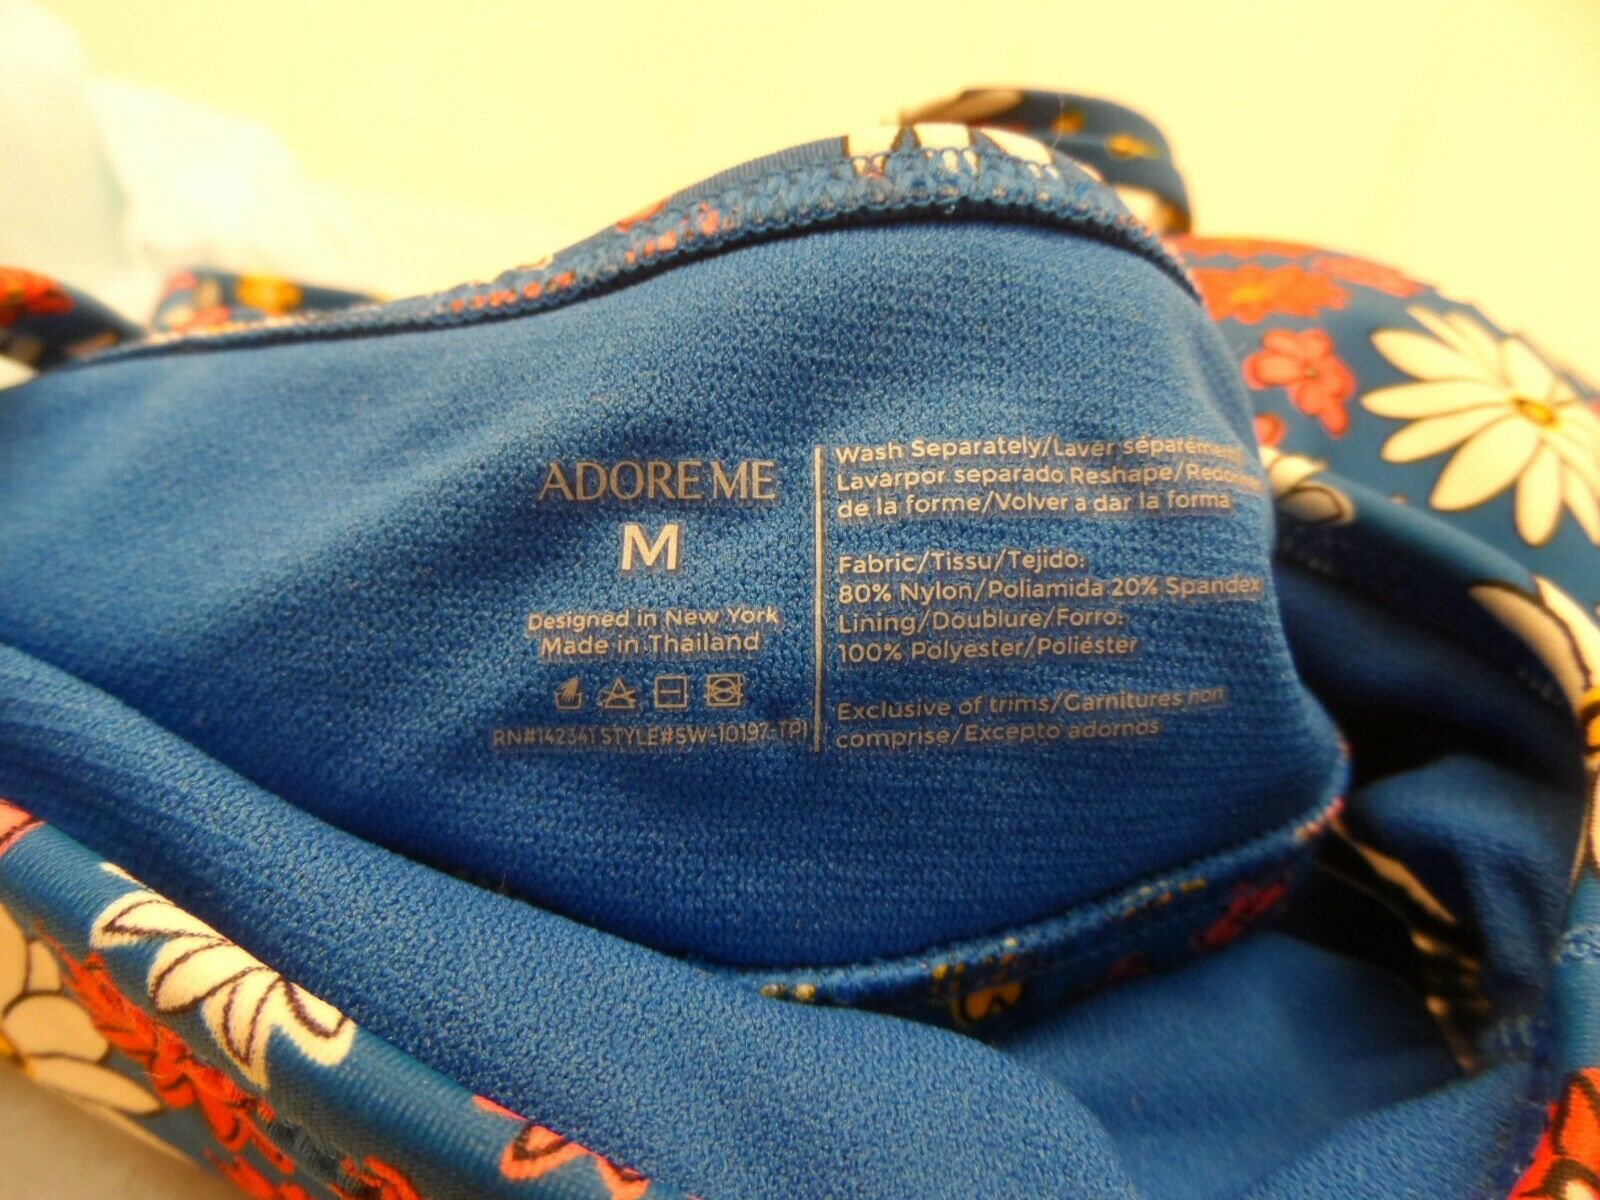 ADORE ME
M
Designed in New York
Made in Thailand
RN#142341 STYLE#SW-10197-TP1
Wash Separately/Laver séparément/
Lavarpor separado Reshape/Redonner
de la forme/Volver a dar la forma
Fabric/Tissu/Tejido:
80% Nylon/Poliamida 20% Spandex
Lining/Doublure/Forro:
100% Polyester/Poliéster
Exclusive of trims/Garnitures non
comprise/Excepto adornos